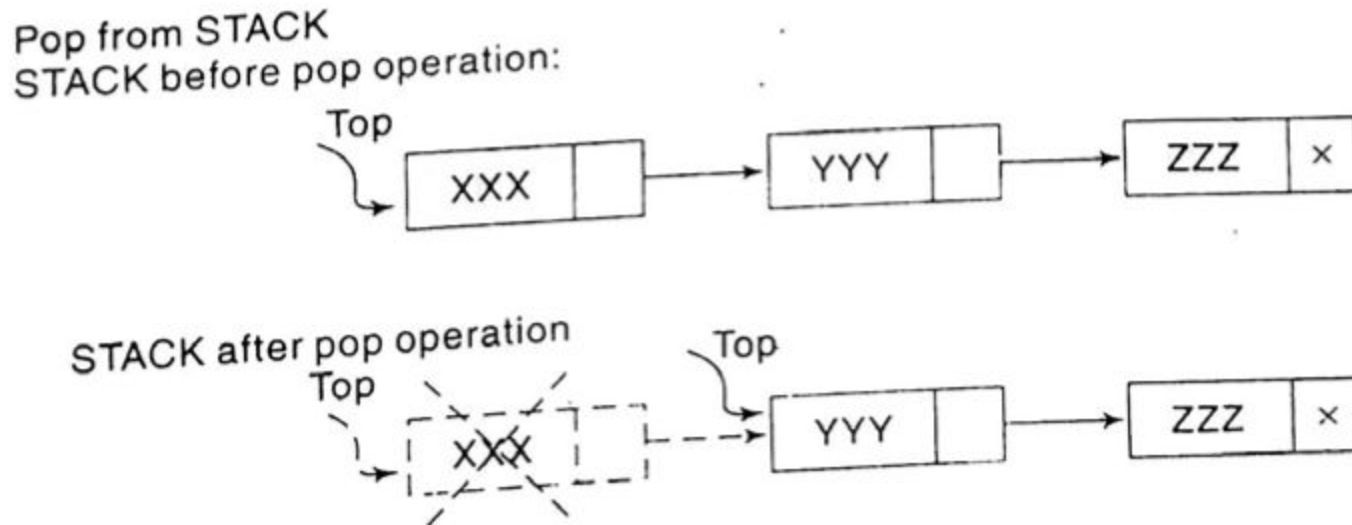 Pop from STACK
STACK before pop operation:
Top
XXX YYY ZZZ ×
STACK after pop operation
Top Top
XXX YYY ZZZ ×